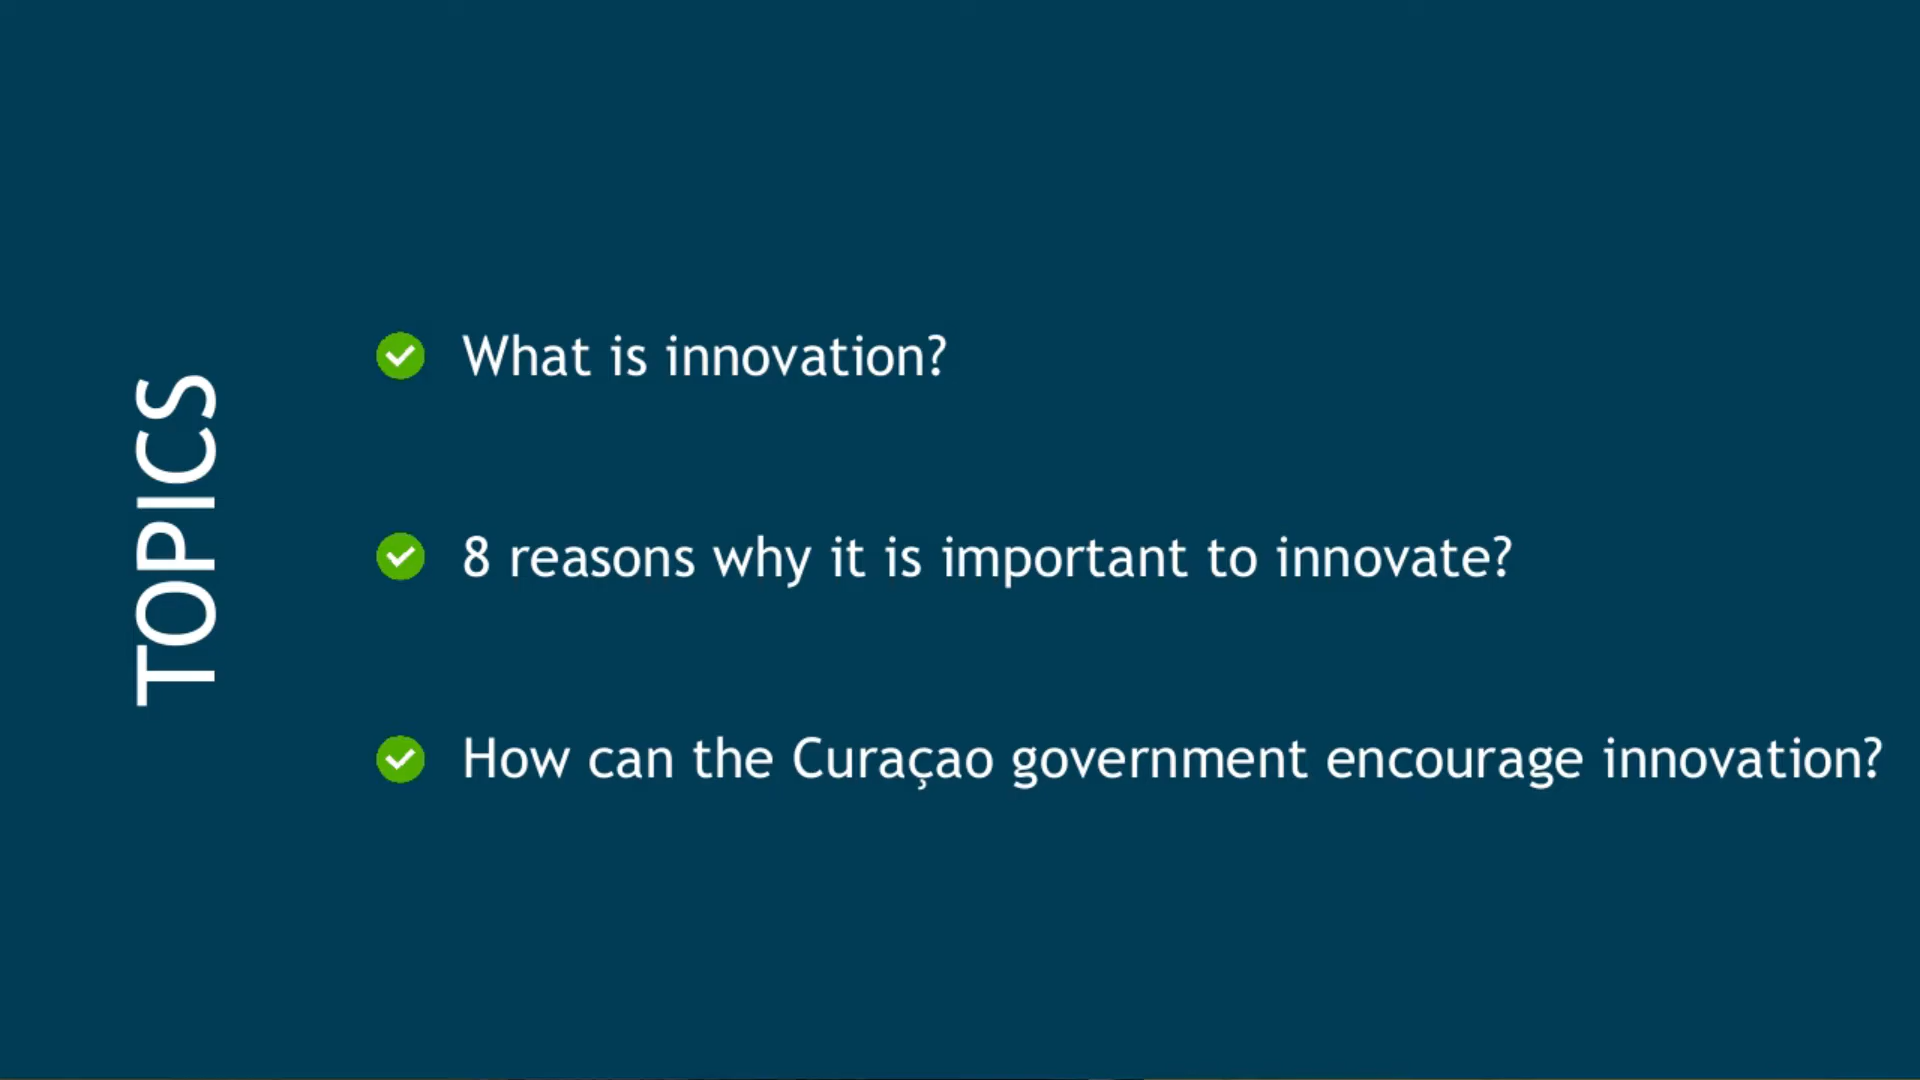 TOPICS
What is innovation?
8 reasons why it is important to innovate?
How can the Curaçao government encourage innovation?